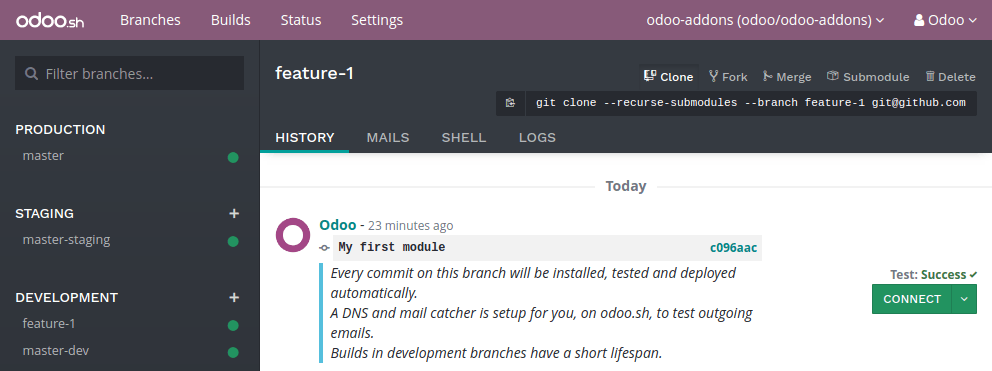 odoo.sh Branches Builds Status Settings odoo-addons (odoo/odoo-addons) Odoo
Filter branches...
PRODUCTION
master
STAGING +
master-staging
DEVELOPMENT +
feature-1
master-dev
feature-1
Clone Fork Merge Submodule Delete
git clone --recurse-submodules --branch feature-1 git@github.com
HISTORY MAILS SHELL LOGS
Today
Odoo - 23 minutes ago
My first module c096aac
Every commit on this branch will be installed, tested and deployed
automatically.
A DNS and mail catcher is setup for you, on odoo.sh, to test outgoing
emails.
Builds in development branches have a short lifespan.
Test: Success ✓
CONNECT